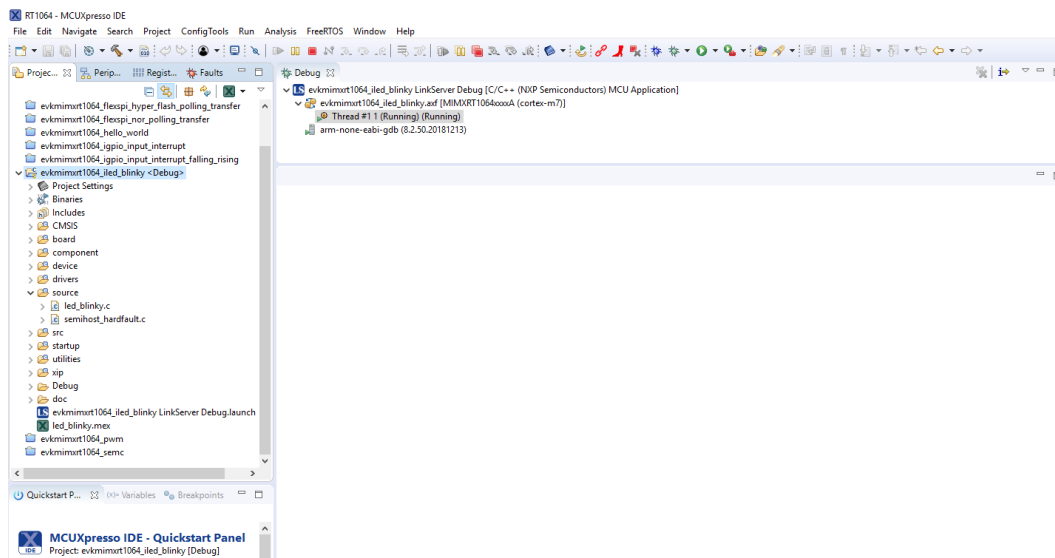 RT1064 - MCUXpresso IDE
File Edit Navigate Search Project ConfigTools Run Analysis FreeRTOS Window Help
Projec... Perip... Regist... Faults
evkmimxrt1064_flexspi_hyper_flash_polling_transfer
evkmimxrt1064_flexspi_nor_polling_transfer
evkmimxrt1064_hello_world
evkmimxrt1064_igpio_input_interrupt
evkmimxrt1064_igpio_input_interrupt_falling_rising
evkmimxrt1064_iled_blinky <Debug>
Project Settings
Binaries
Includes
CMSIS
board
component
device
drivers
source
led_blinky.c
semihost_hardfault.c
src
startup
utilities
xip
Debug
doc
LS evkmimxrt1064_iled_blinky LinkServer Debug.launch
led_blinky.mex
evkmimxrt1064_pwm
evkmimxrt1064_semc
Debug
LS evkmimxrt1064_iled_blinky LinkServer Debug [C/C++ (NXP Semiconductors) MCU Application]
evkmimxrt1064_iled_blinky.axf [MIMXRT1064xxxxA (cortex-m7)]
Thread #1 1 (Running) (Running)
arm-none-eabi-gdb (8.2.50.20181213)
Quickstart P... (x)= Variables Breakpoints
IDE
MCUXpresso IDE - Quickstart Panel
Project: evkmimxrt1064_iled_blinky [Debug]